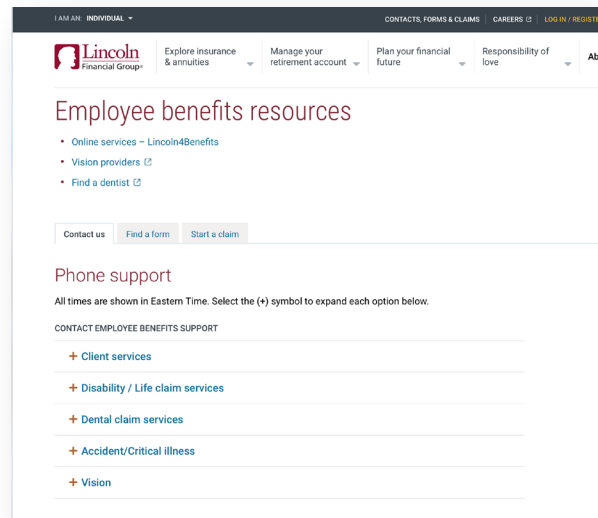 I AM AN: INDIVIDUAL
CONTACTS, FORMS & CLAIMS
CAREERS
LOG IN / REGISTE
Lincoln
Financial Group®
Explore insurance
& annuities
Manage your
retirement account
Plan your financial
future
Responsibility of
love
Ab
Employee benefits resources
• Online services – Lincoln4Benefits
• Vision providers
• Find a dentist
Contact us
Find a form
Start a claim
Phone support
All times are shown in Eastern Time. Select the (+) symbol to expand each option below.
CONTACT EMPLOYEE BENEFITS SUPPORT
+ Client services
+ Disability / Life claim services
+ Dental claim services
+ Accident/Critical illness
+ Vision